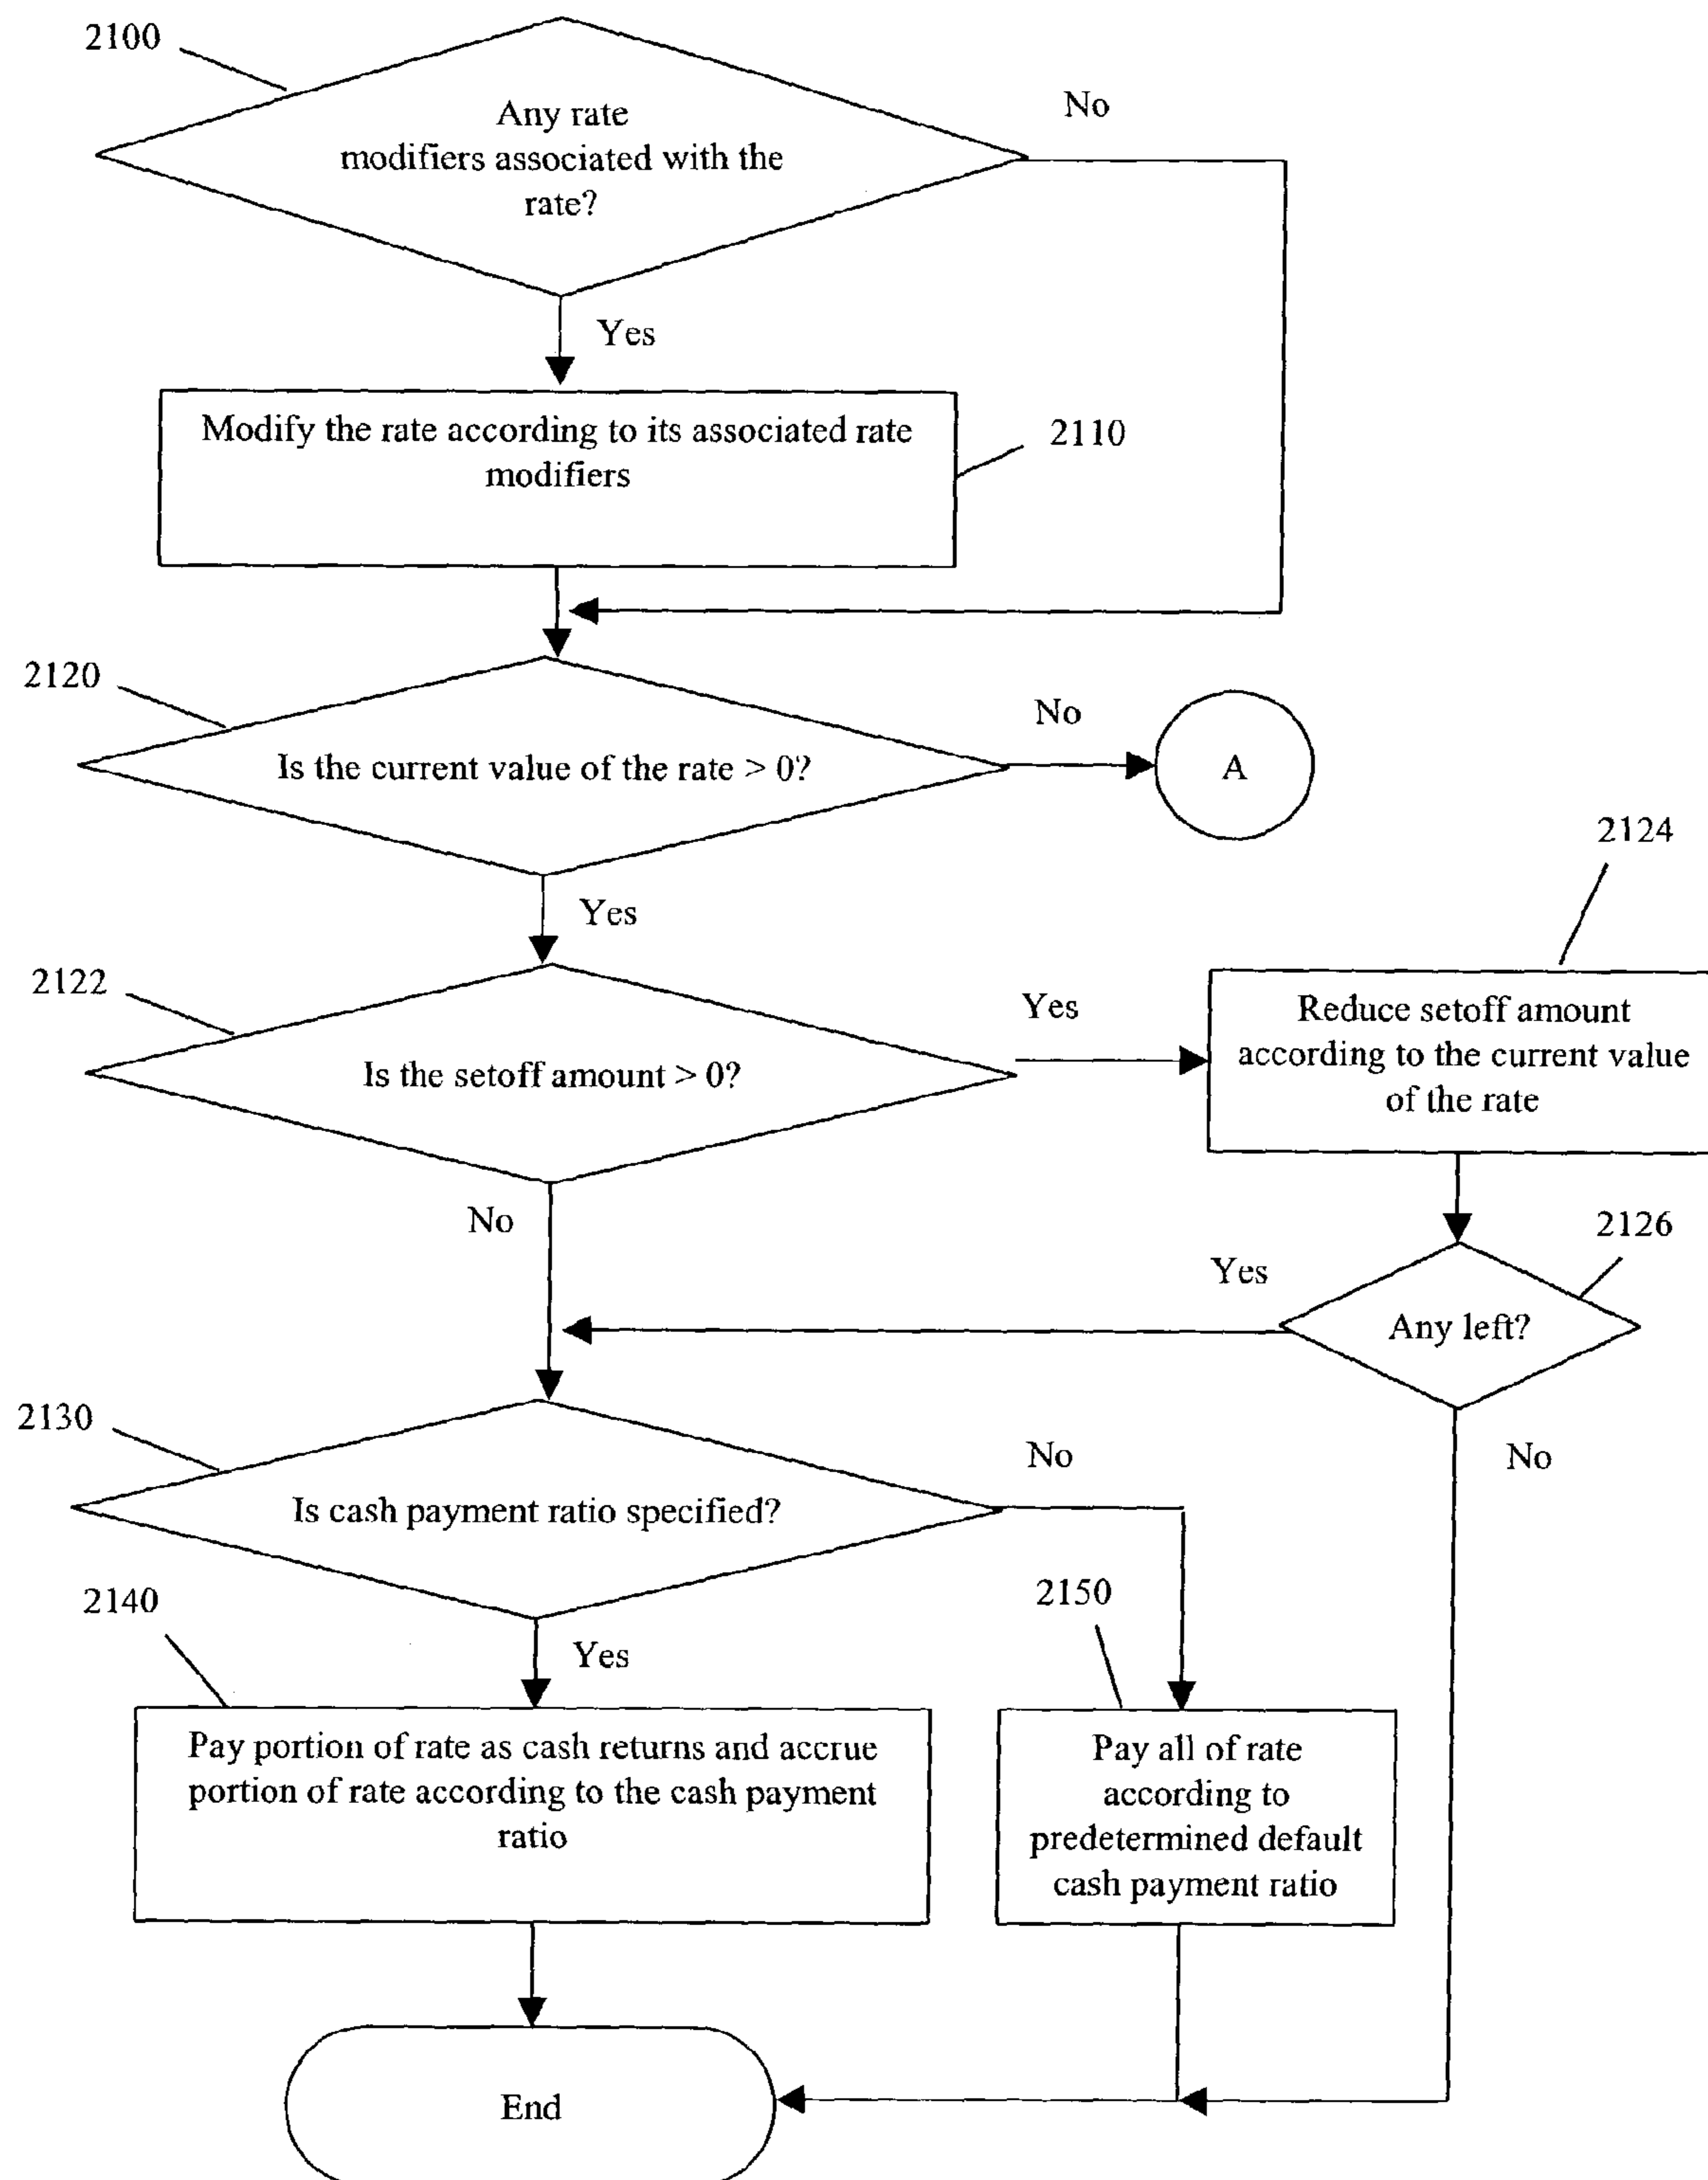 2100
Any rate
modifiers associated with the
rate?
No
Yes
Modify the rate according to its associated rate
modifiers
2110
2120
Is the current value of the rate > 0?
No
A
Yes
2124
2122
Is the setoff amount > 0?
Yes
Reduce setoff amount
according to the current value
of the rate
No
2126
Yes
Any left?
2130
Is cash payment ratio specified?
No
No
2140
Yes
2150
Pay portion of rate as cash returns and accrue
portion of rate according to the cash payment
ratio
Pay all of rate
according to
predetermined default
cash payment ratio
End